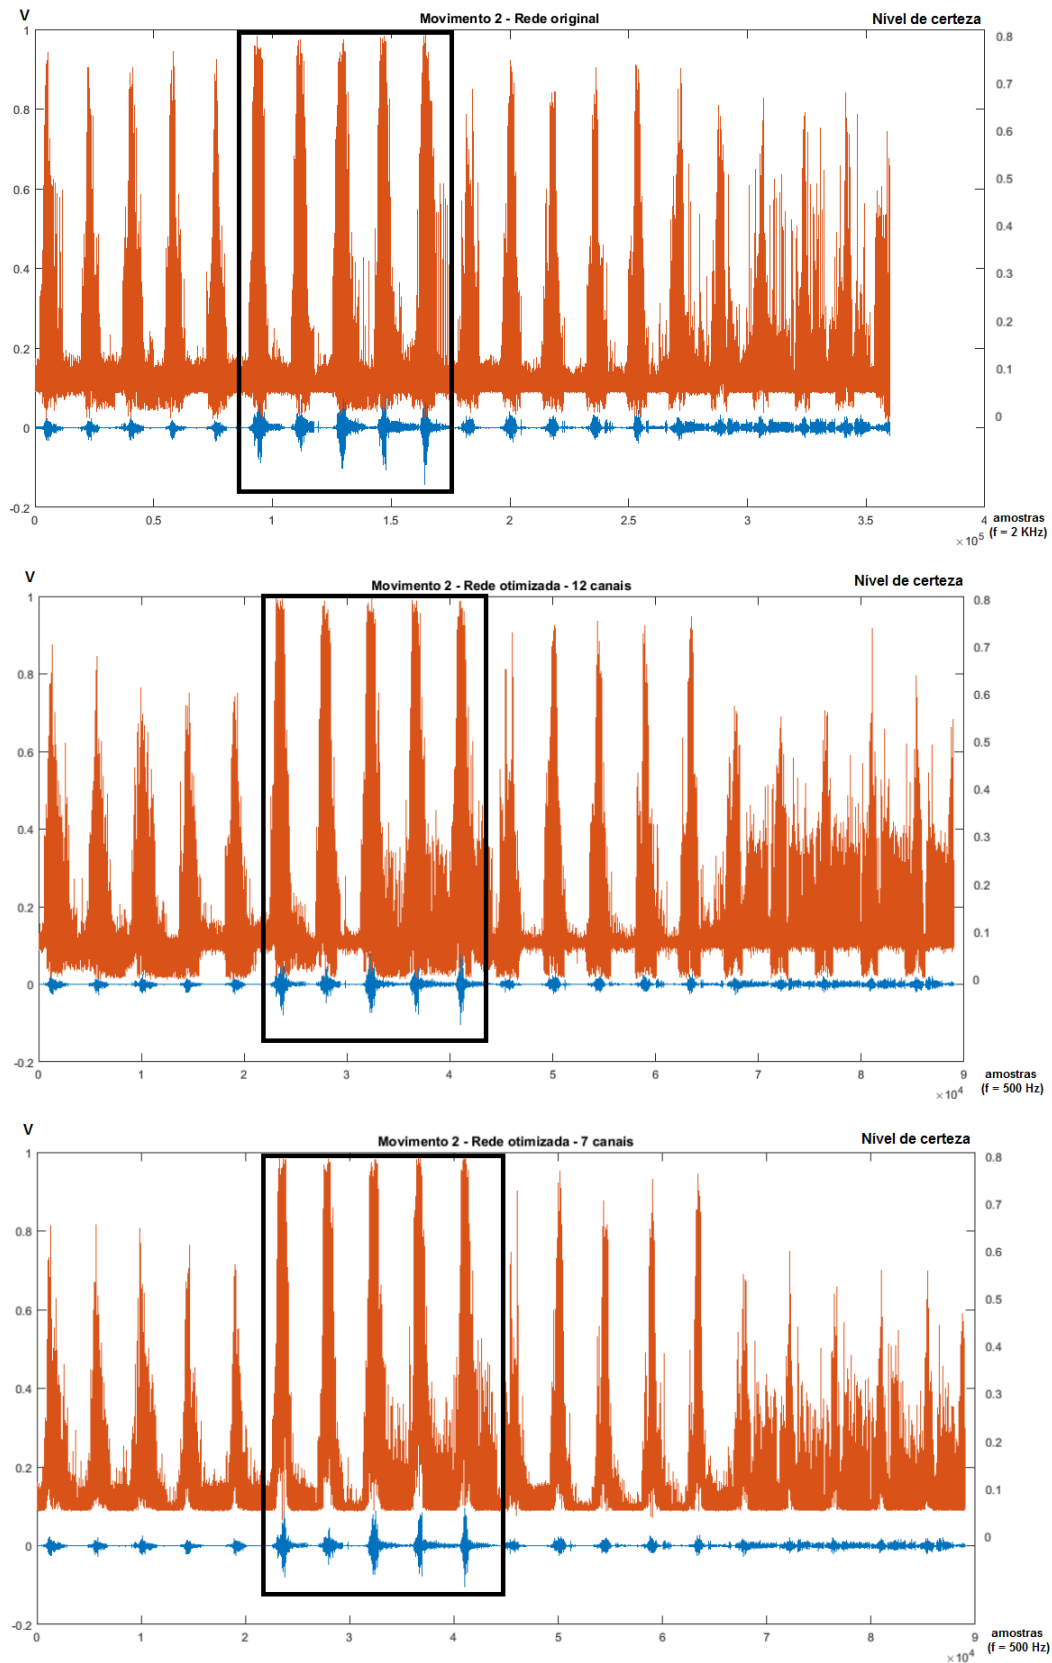 V
Movimento 2 - Rede original
Nível de certeza
1
0.8
0.6
0.4
0.2
0
-0.2
0.8
0.7
0.6
0.5
0.4
0.3
0.2
0.1
0
0 0.5 1 1.5 2 2.5 3 3.5 4
×10⁵
amostras
(f = 2 KHz)
V
Movimento 2 - Rede otimizada - 12 canais
Nível de certeza
1
0.8
0.6
0.4
0.2
0
-0.2
0.8
0.7
0.6
0.5
0.4
0.3
0.2
0.1
0
0 1 2 3 4 5 6 7 8 9
×10⁴
amostras
(f = 500 Hz)
V
Movimento 2 - Rede otimizada - 7 canais
Nível de certeza
1
0.8
0.6
0.4
0.2
0
-0.2
0.8
0.7
0.6
0.5
0.4
0.3
0.2
0.1
0
0 1 2 3 4 5 6 7 8 9
×10⁴
amostras
(f = 500 Hz)